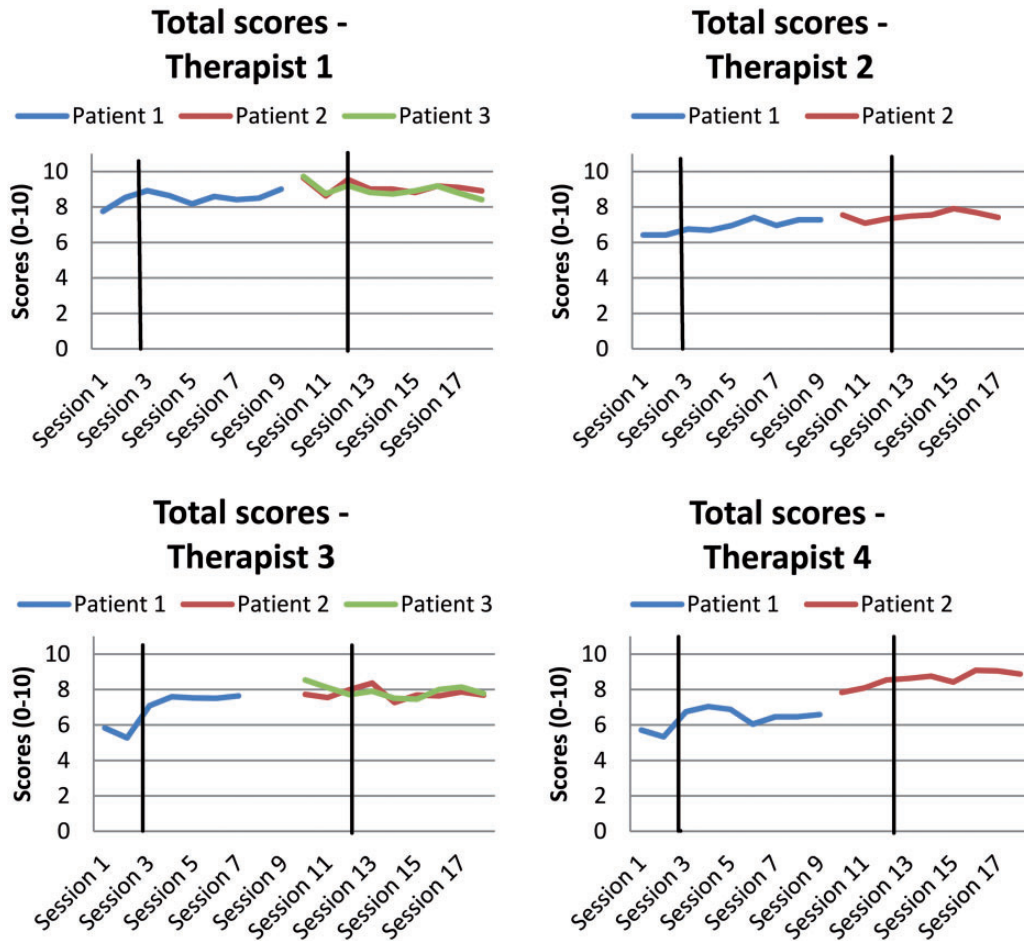 Total scores -
Therapist 1
Patient 1 Patient 2 Patient 3
Scores (0-10)
10
8
6
4
2
0
Session 1
Session 3
Session 5
Session 7
Session 9
Session 11
Session 13
Session 15
Session 17
Total scores -
Therapist 2
Patient 1 Patient 2
Scores (0-10)
10
8
6
4
2
0
Session 1
Session 3
Session 5
Session 7
Session 9
Session 11
Session 13
Session 15
Session 17
Total scores -
Therapist 3
Patient 1 Patient 2 Patient 3
Scores (0-10)
10
8
6
4
2
0
Session 1
Session 3
Session 5
Session 7
Session 9
Session 11
Session 13
Session 15
Session 17
Total scores -
Therapist 4
Patient 1 Patient 2
Scores (0-10)
10
8
6
4
2
0
Session 1
Session 3
Session 5
Session 7
Session 9
Session 11
Session 13
Session 15
Session 17